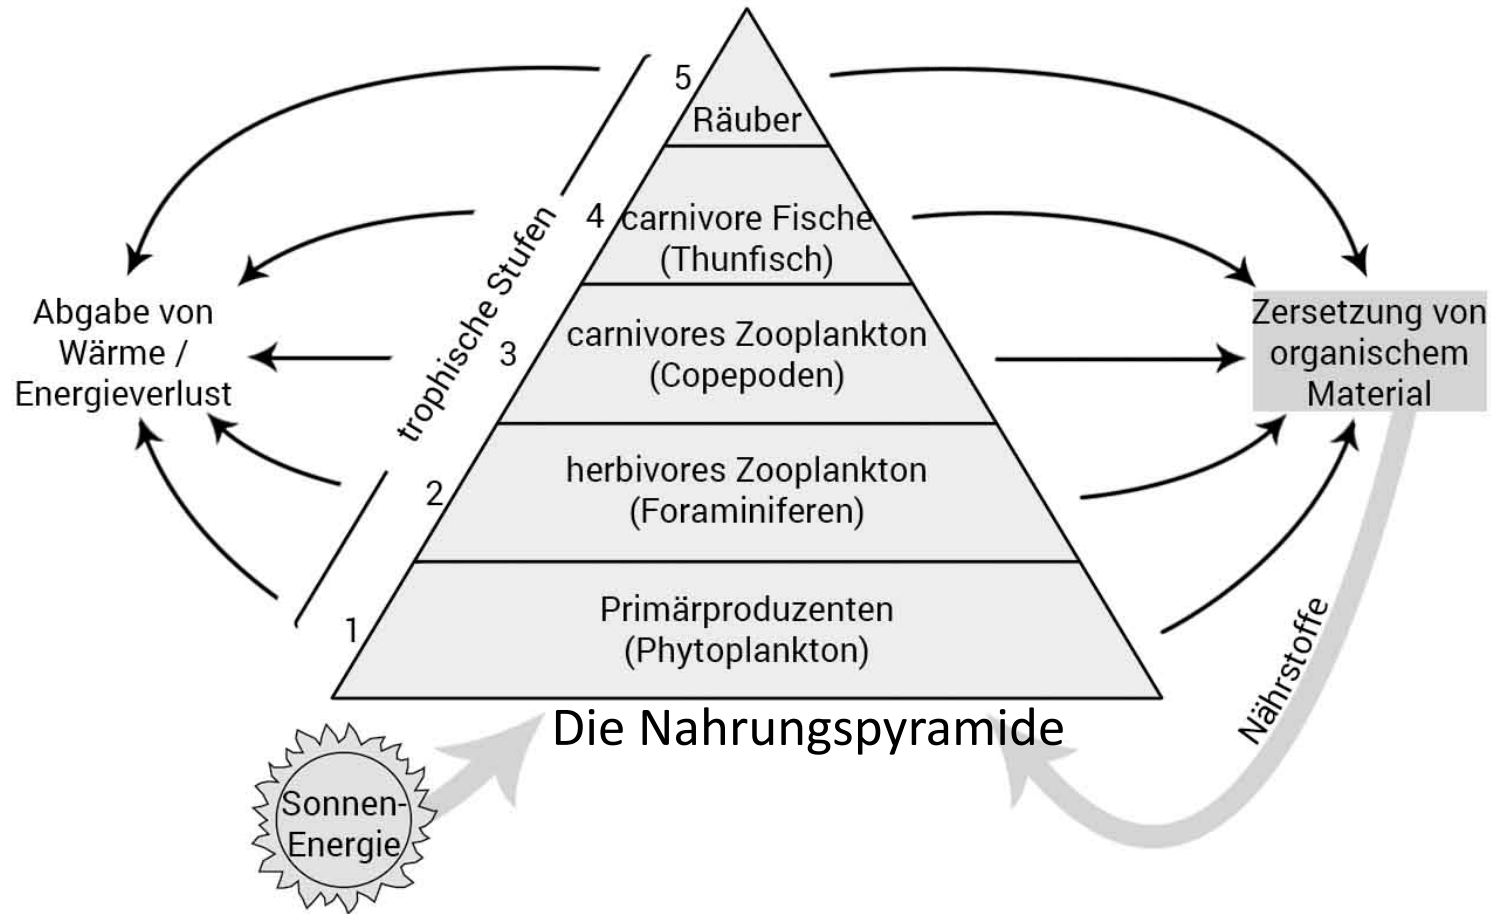 5
Räuber
4
carnivore Fische
(Thunfisch)
trophische Stufen
Abgabe von
Wärme /
Energieverlust
3
carnivores Zooplankton
(Copepoden)
Zersetzung von
organischem
Material
2
herbivores Zooplankton
(Foraminiferen)
1
Primärproduzenten
(Phytoplankton)
Nährstoffe
Die Nahrungspyramide
Sonnen-
Energie